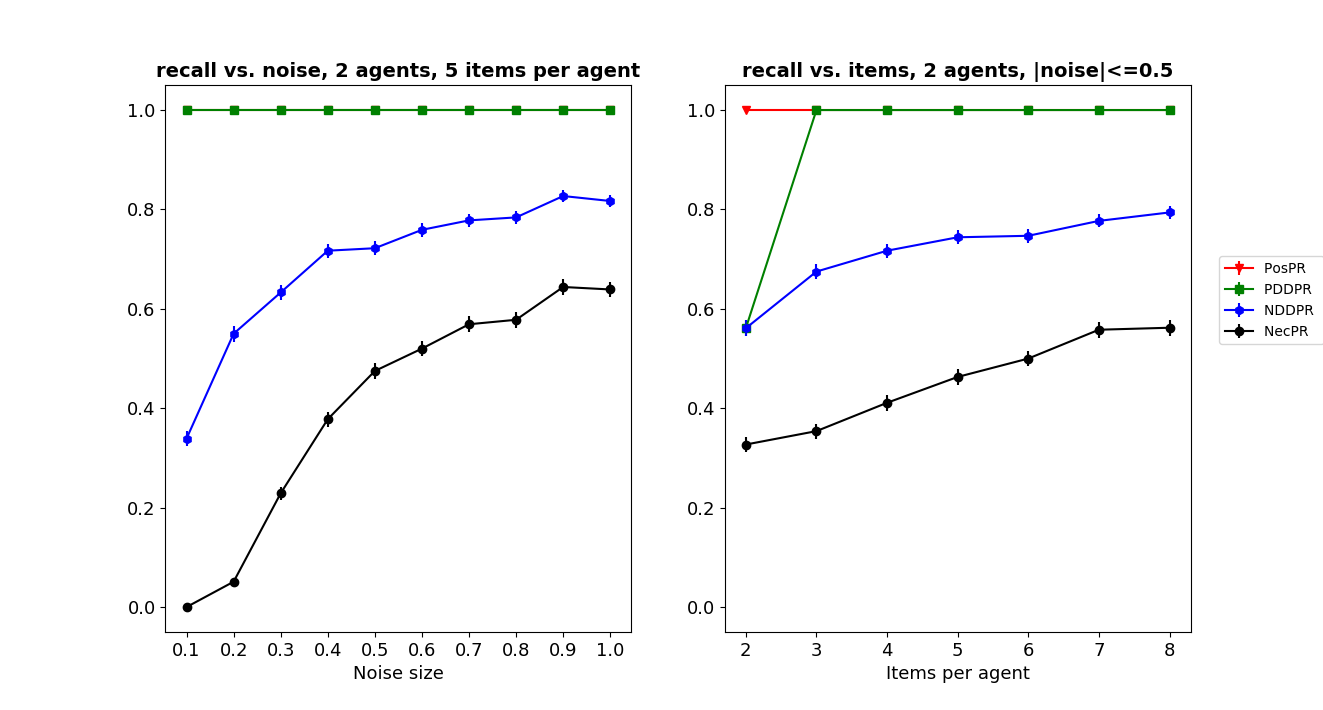 recall vs. noise, 2 agents, 5 items per agent
1.0
0.8
0.6
0.4
0.2
0.0
0.1 0.2 0.3 0.4 0.5 0.6 0.7 0.8 0.9 1.0
Noise size
recall vs. items, 2 agents, |noise|<=0.5
1.0
0.8
0.6
0.4
0.2
0.0
2 3 4 5 6 7 8
Items per agent
PosPR
PDDPR
NDDPR
NecPR